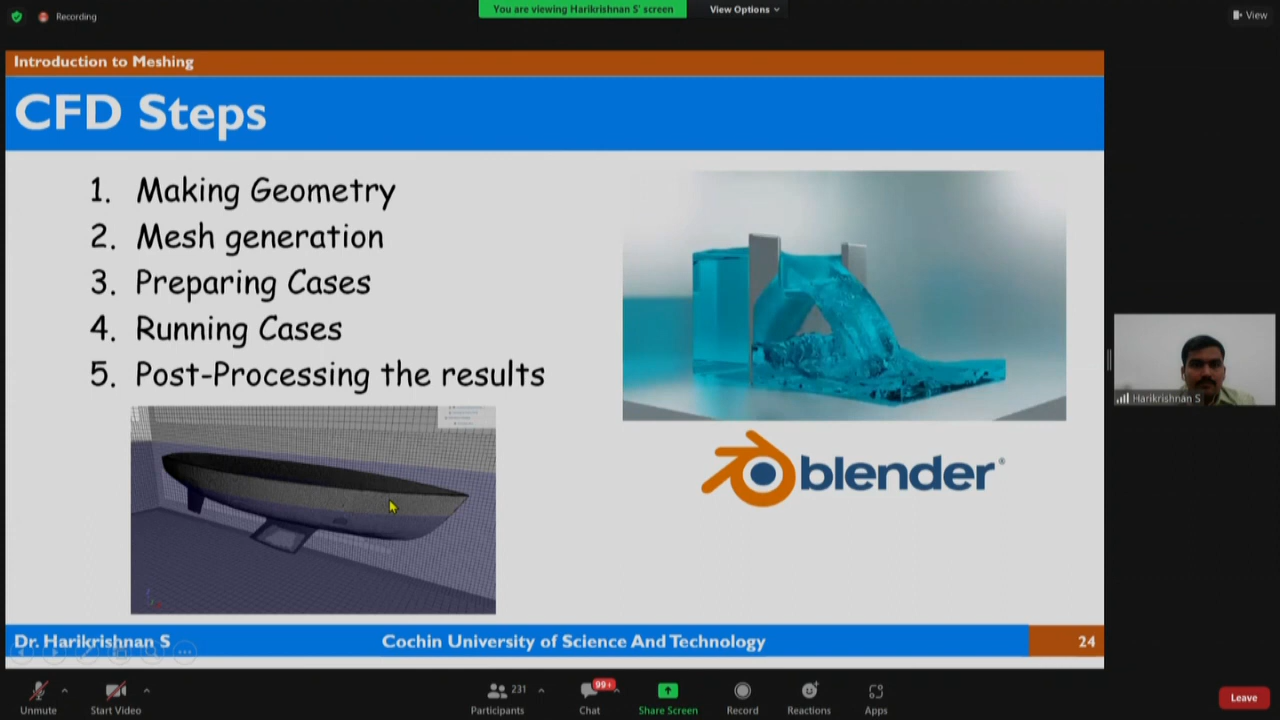 Recording
You are viewing Harikrishnan S' screen
View Options
View
Introduction to Meshing
CFD Steps
1. Making Geometry
2. Mesh generation
3. Preparing Cases
4. Running Cases
5. Post-Processing the results
blender®
Harikrishnan S
Dr. Harikrishnan S
Cochin University of Science And Technology
24
Unmute
Start Video
231
Participants
99+
Chat
Share Screen
Record
Reactions
Apps
Leave